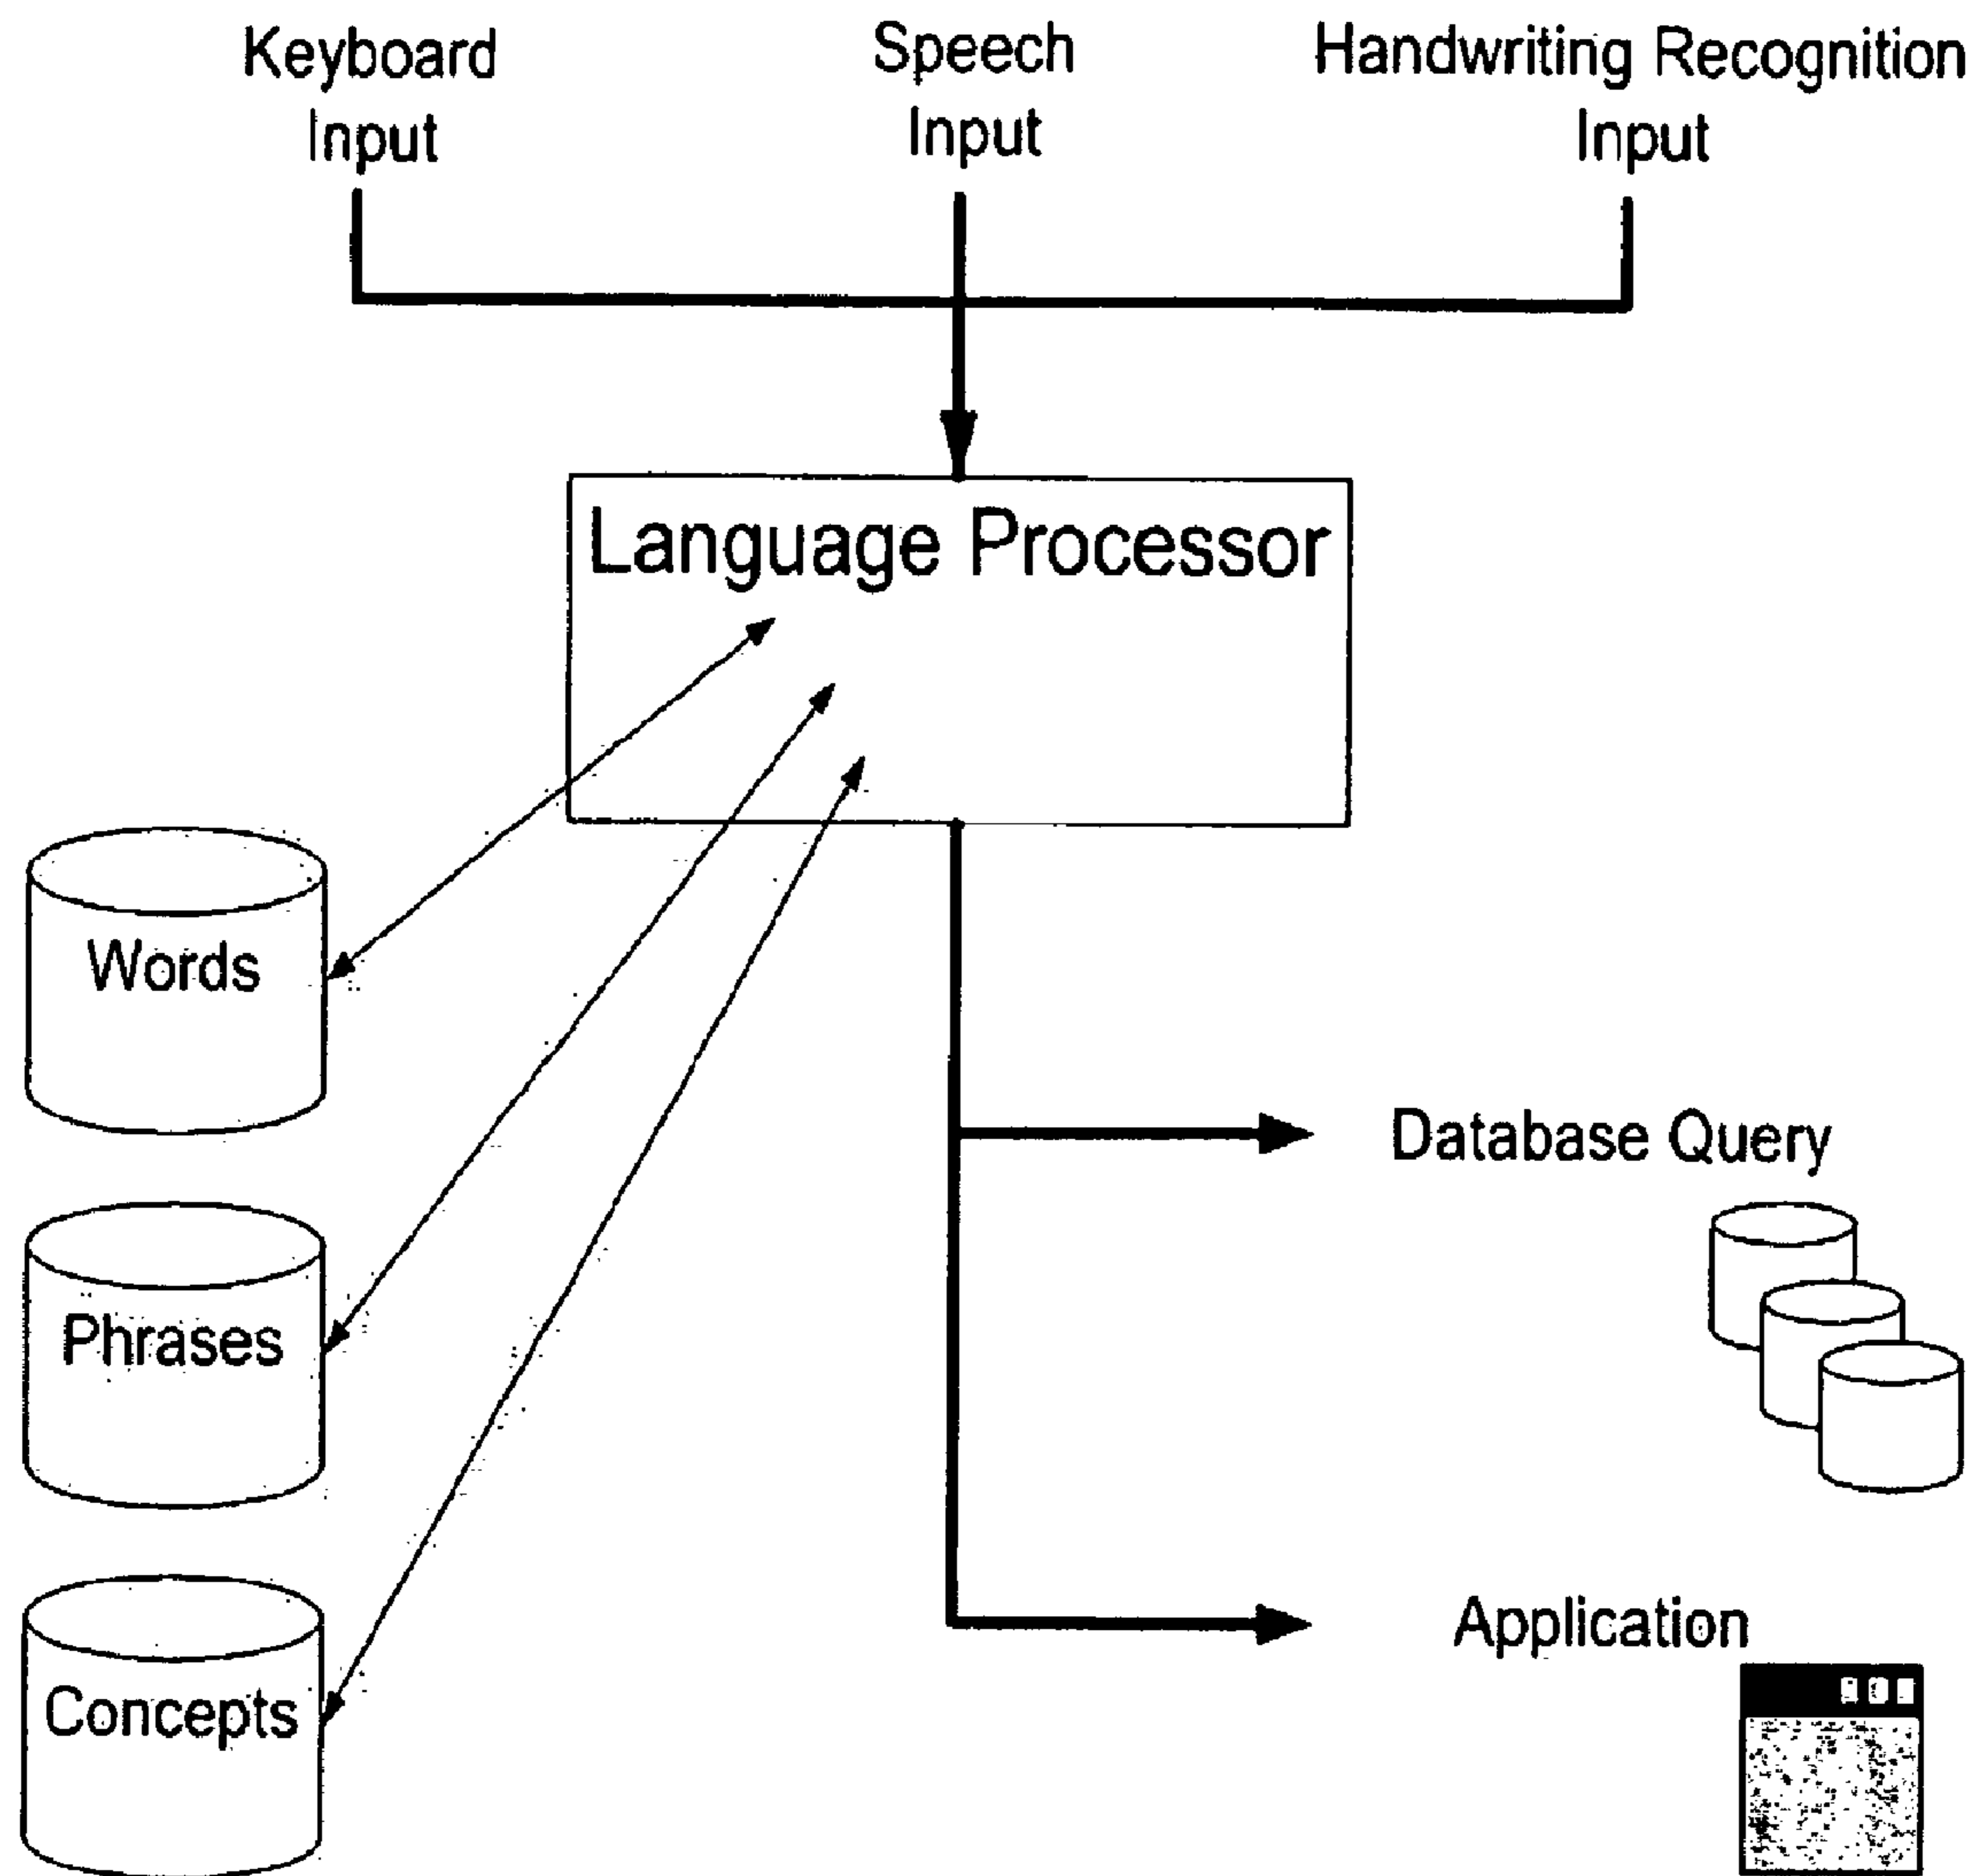 Keyboard
Input
Speech
Input
Handwriting Recognition
Input
Language Processor
Words
Phrases
Concepts
Database Query
Application